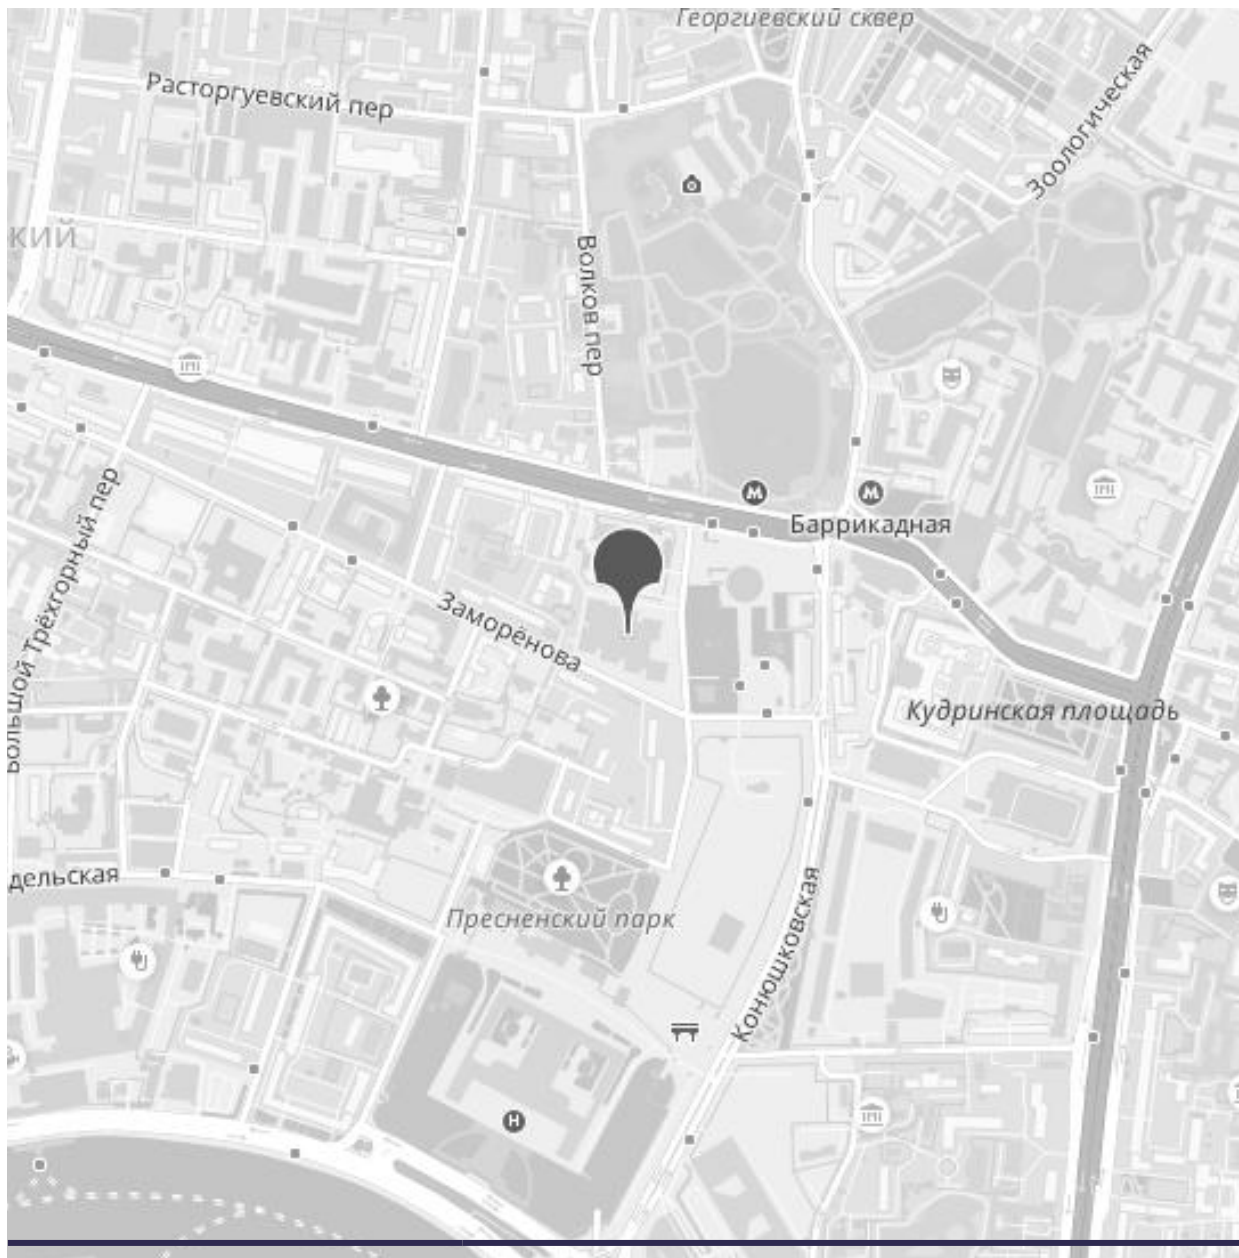 Георгиевский сквер
Расторгуевский пер
Зоологическая
кий
Волков пер
М
М
Баррикадная
Большой Трёхгорный пер
Заморёнова
Кудринская площадь
дельская
Пресненский парк
Конюшковская
H